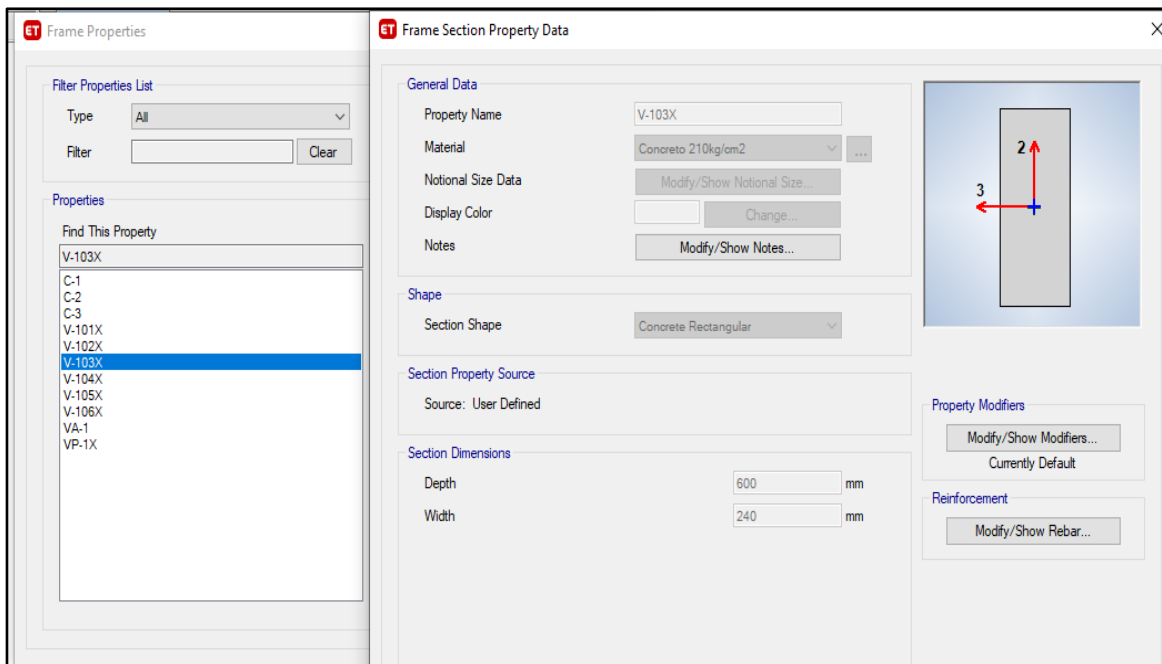 ET Frame Properties
Filter Properties List
Type All
Filter Clear
Properties
Find This Property
V-103X
C-1
C-2
C-3
V-101X
V-102X
V-103X
V-104X
V-105X
V-106X
VA-1
VP-1X
ET Frame Section Property Data
General Data
Property Name V-103X
Material Concreto 210kg/cm2 ...
Notional Size Data Modify/Show Notional Size...
Display Color Change...
Notes Modify/Show Notes...
Shape
Section Shape Concrete Rectangular
Section Property Source
Source: User Defined
Section Dimensions
Depth 600 mm
Width 240 mm
2
3
Property Modifiers
Modify/Show Modifiers...
Currently Default
Reinforcement
Modify/Show Rebar...